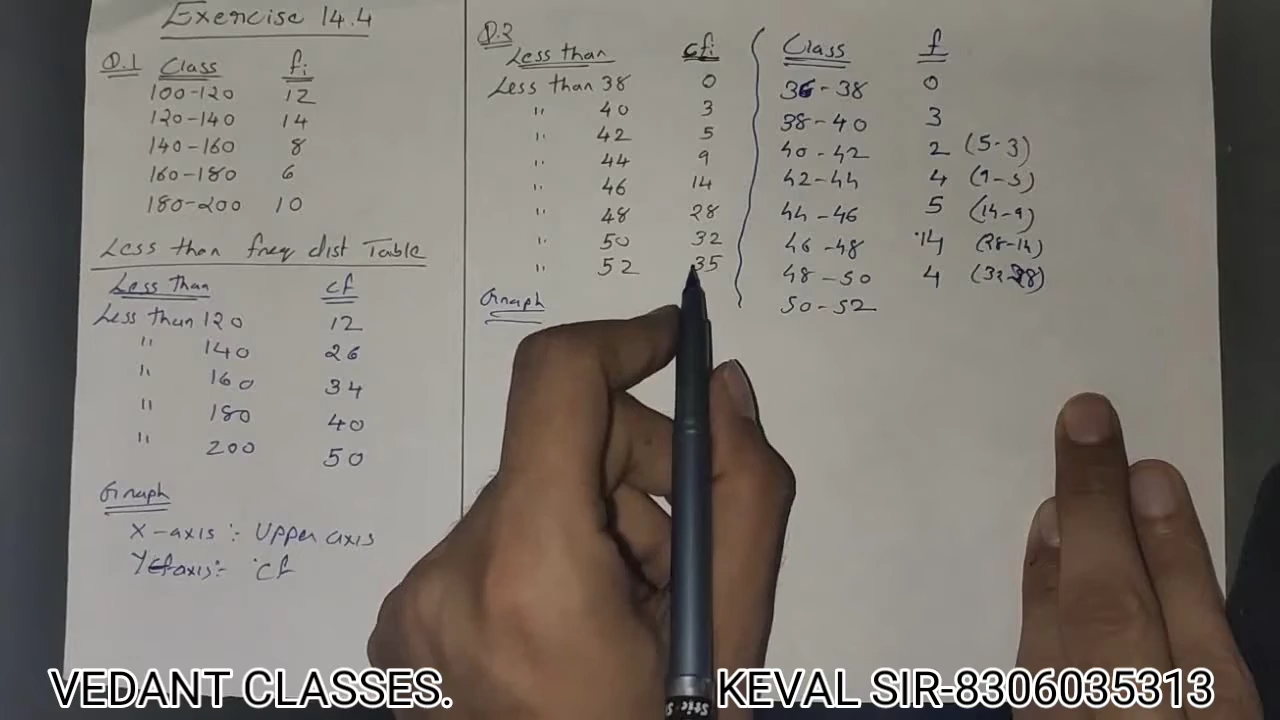 Exercise 14.4
Q.1 Class fi
100-120 12
120-140 14
140-160 8
160-180 6
180-200 10
Less than freq dist Table
Less than cf
Less than 120 12
" 140 26
" 160 34
" 180 40
" 200 50
Graph
X-axis :- Upper axis
Y axis:- cf
Q.2
Less than cfi
Less than 38 0
" 40 3
" 42 5
" 44 9
" 46 14
" 48 28
" 50 32
" 52 35
Graph
Class f
36-38 0
38-40 3
40-42 2 (5-3)
42-44 4 (9-5)
44-46 5 (14-9)
46-48 14 (28-14)
48-50 4 (32-28)
50-52
VEDANT CLASSES. KEVAL SIR-8306035313